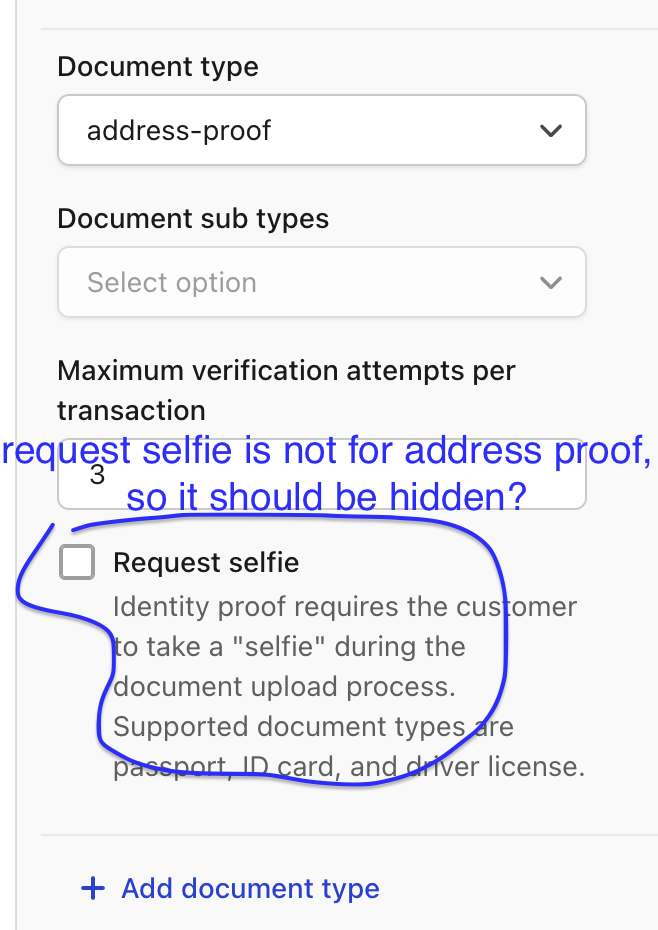 Document type
address-proof
Document sub types
Select option
Maximum verification attempts per
transaction
request selfie is not for address proof,
3
so it should be hidden?
Request selfie
Identity proof requires the customer
to take a "selfie" during the
document upload process.
Supported document types are
passport, ID card, and driver license.
+ Add document type